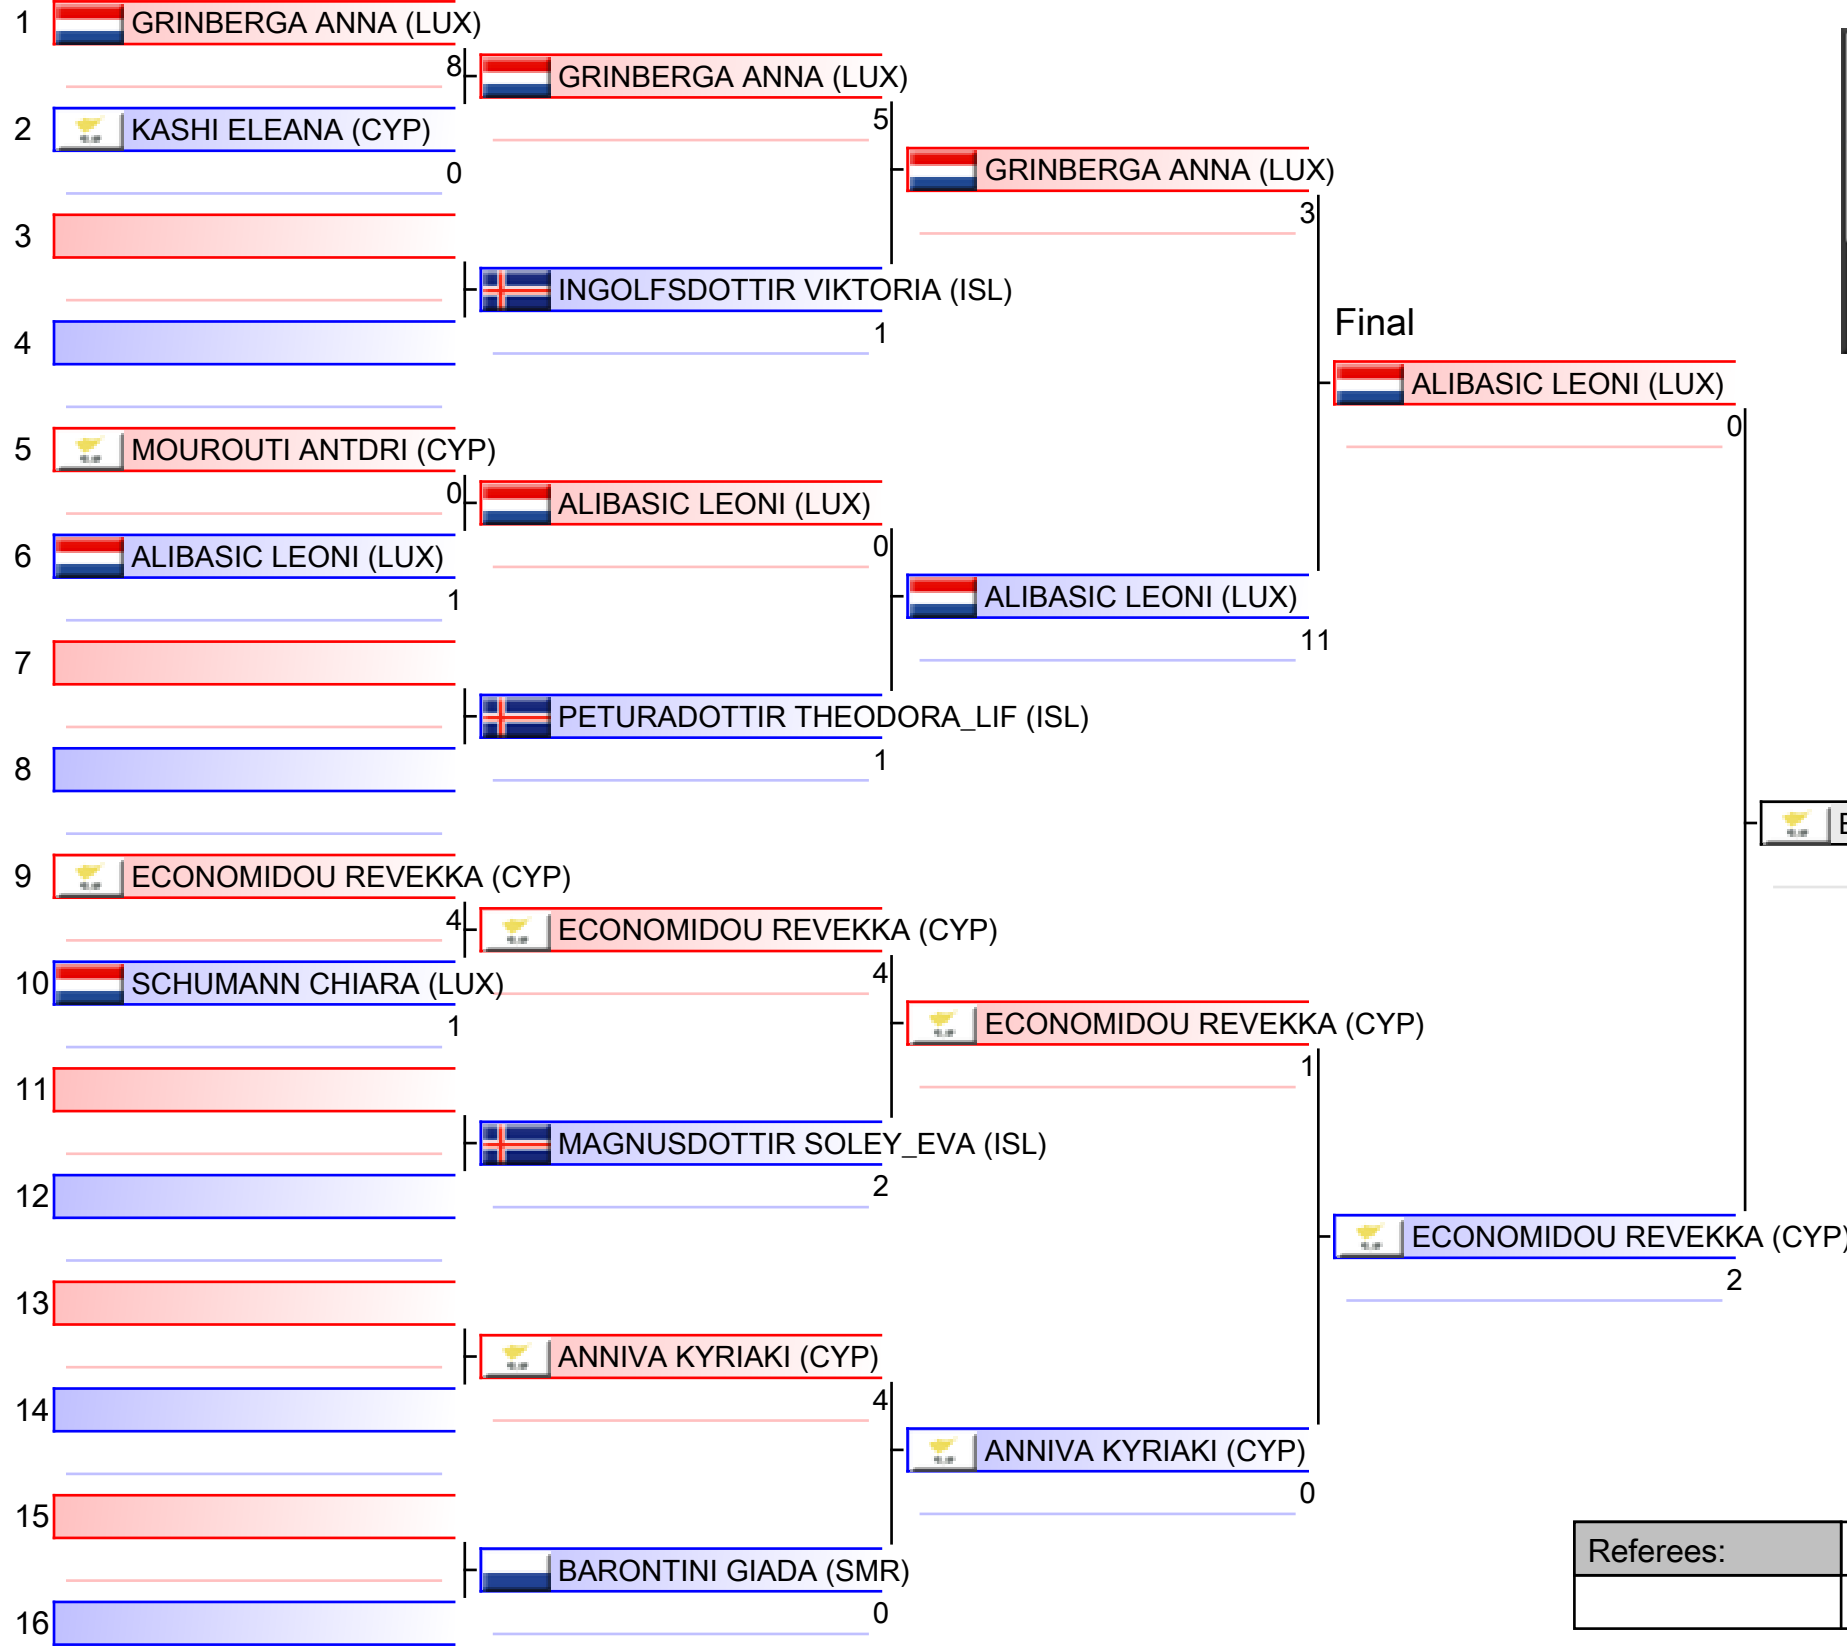 1 GRINBERGA ANNA (LUX)
8 GRINBERGA ANNA (LUX)
2 KASHI ELEANA (CYP)
5
0 GRINBERGA ANNA (LUX)
3
3
INGOLFSDOTTIR VIKTORIA (ISL)
1
4
Final
ALIBASIC LEONI (LUX)
0
5 MOUROUTI ANTDRI (CYP)
0 ALIBASIC LEONI (LUX)
6 ALIBASIC LEONI (LUX)
0
1 ALIBASIC LEONI (LUX)
11
7
PETURADOTTIR THEODORA_LIF (ISL)
1
8
9 ECONOMIDOU REVEKKA (CYP)
4 ECONOMIDOU REVEKKA (CYP)
10 SCHUMANN CHIARA (LUX)
4
1 ECONOMIDOU REVEKKA (CYP)
1
11
MAGNUSDOTTIR SOLEY_EVA (ISL)
2
12
ECONOMIDOU REVEKKA (CYP)
2
13
ANNIVA KYRIAKI (CYP)
4
14
ANNIVA KYRIAKI (CYP)
0
15
BARONTINI GIADA (SMR)
0
16
Referees: